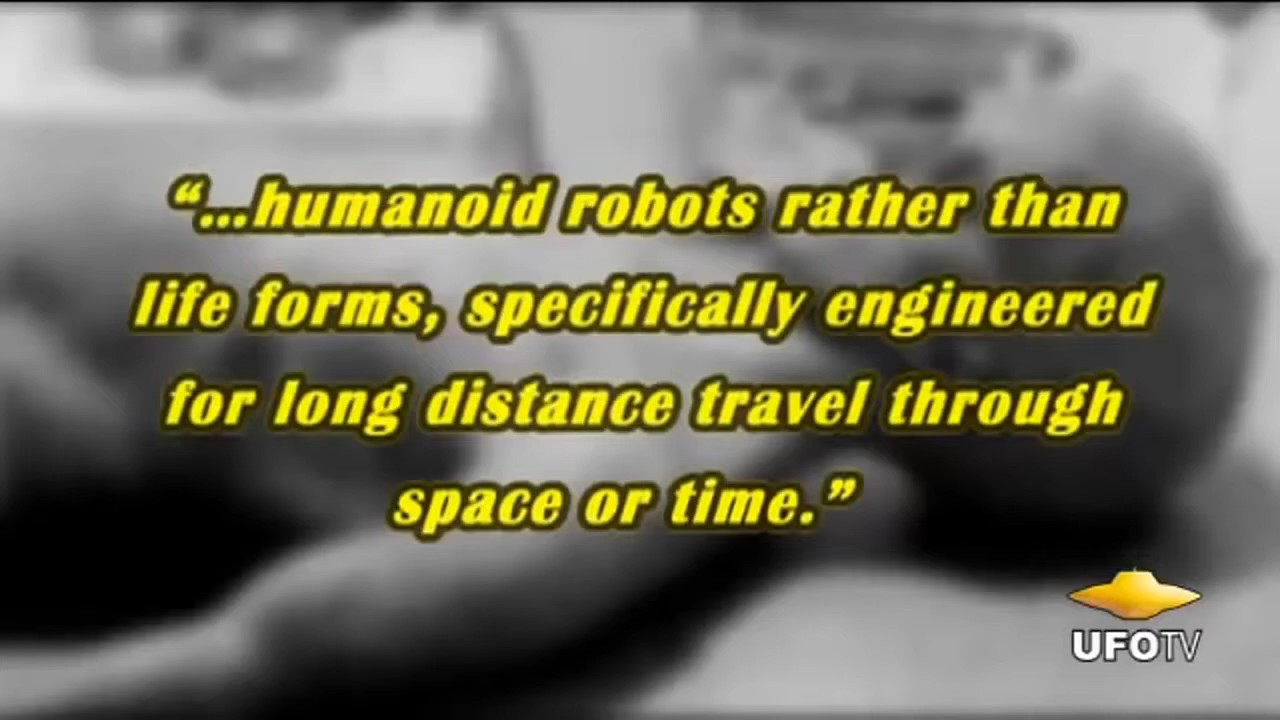 “...humanoid robots rather than
life forms, specifically engineered
for long distance travel through
space or time.”
UFOTV